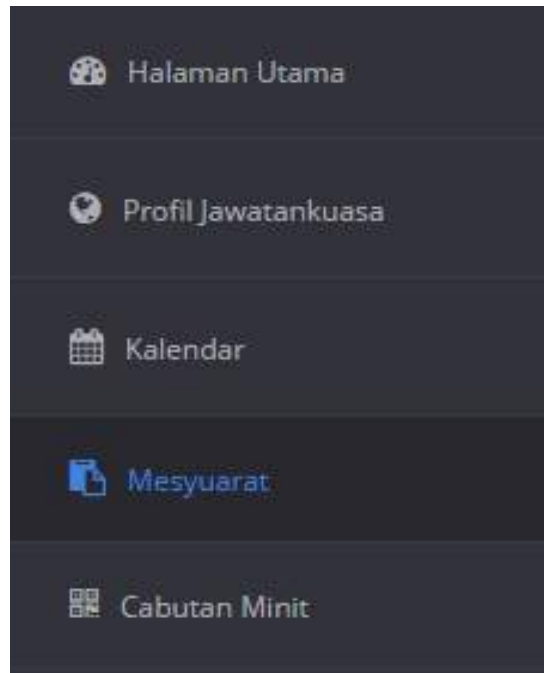 Halaman Utama
Profil Jawatankuasa
Kalendar
Mesyuarat
Cabutan Minit